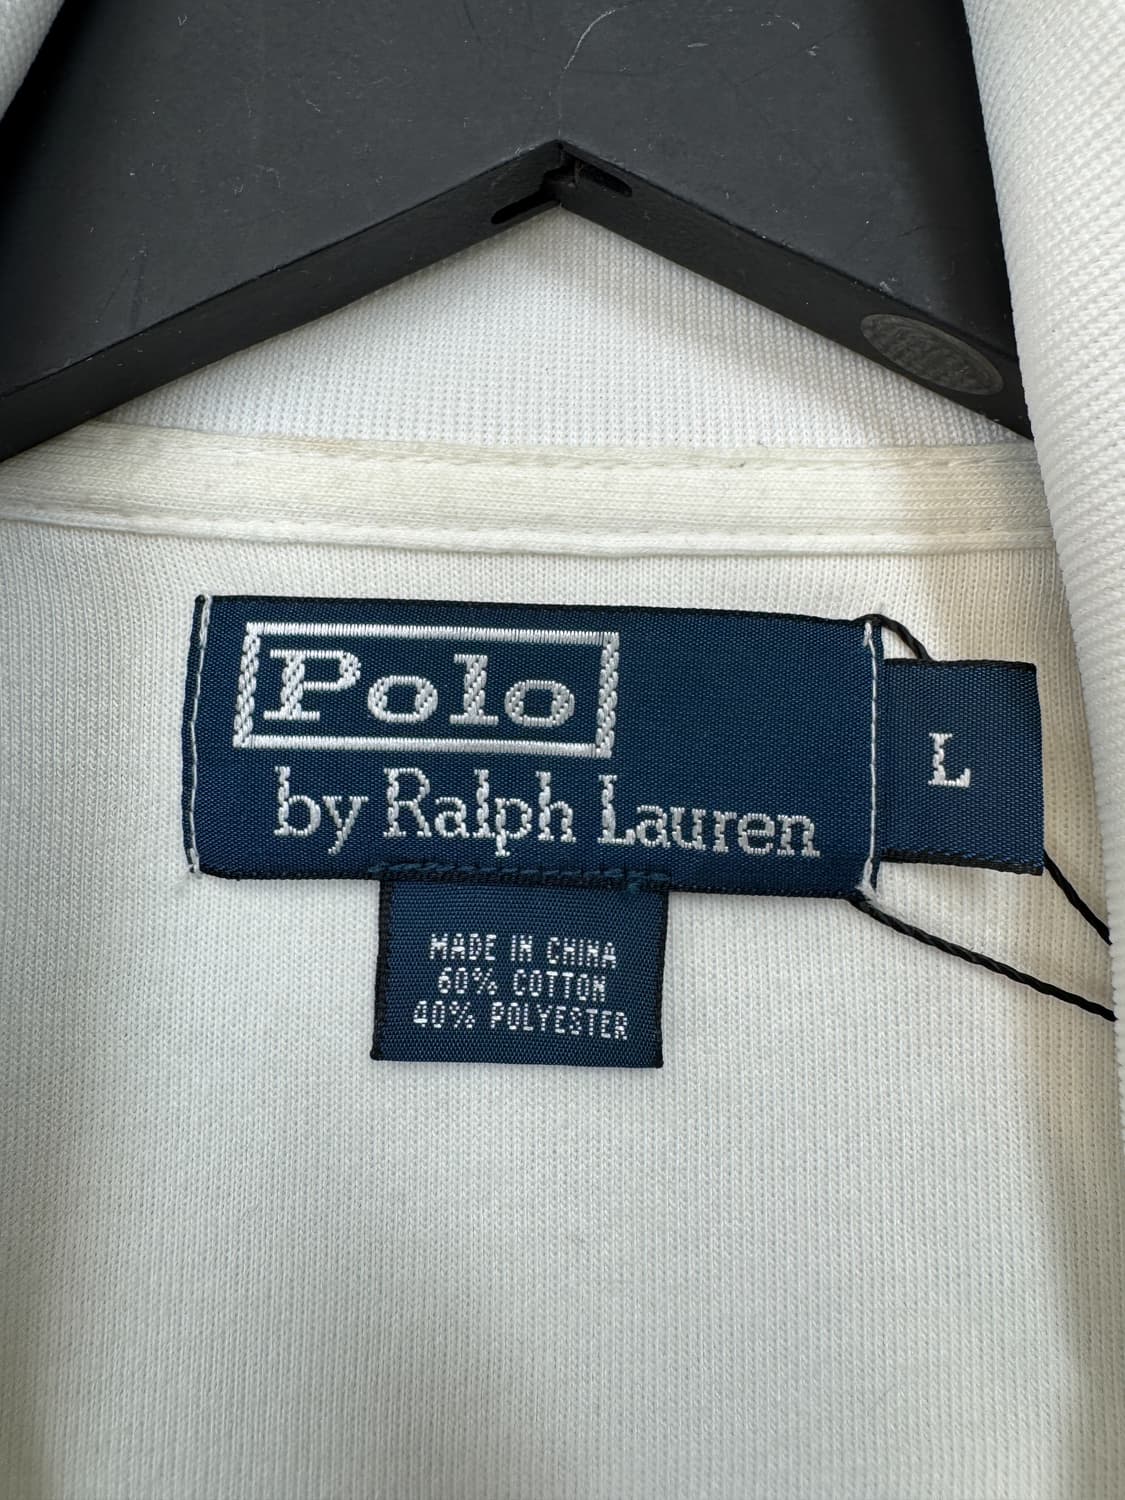 Polo
by Ralph Lauren
L
MADE IN CHINA
60% COTTON
40% POLYESTER